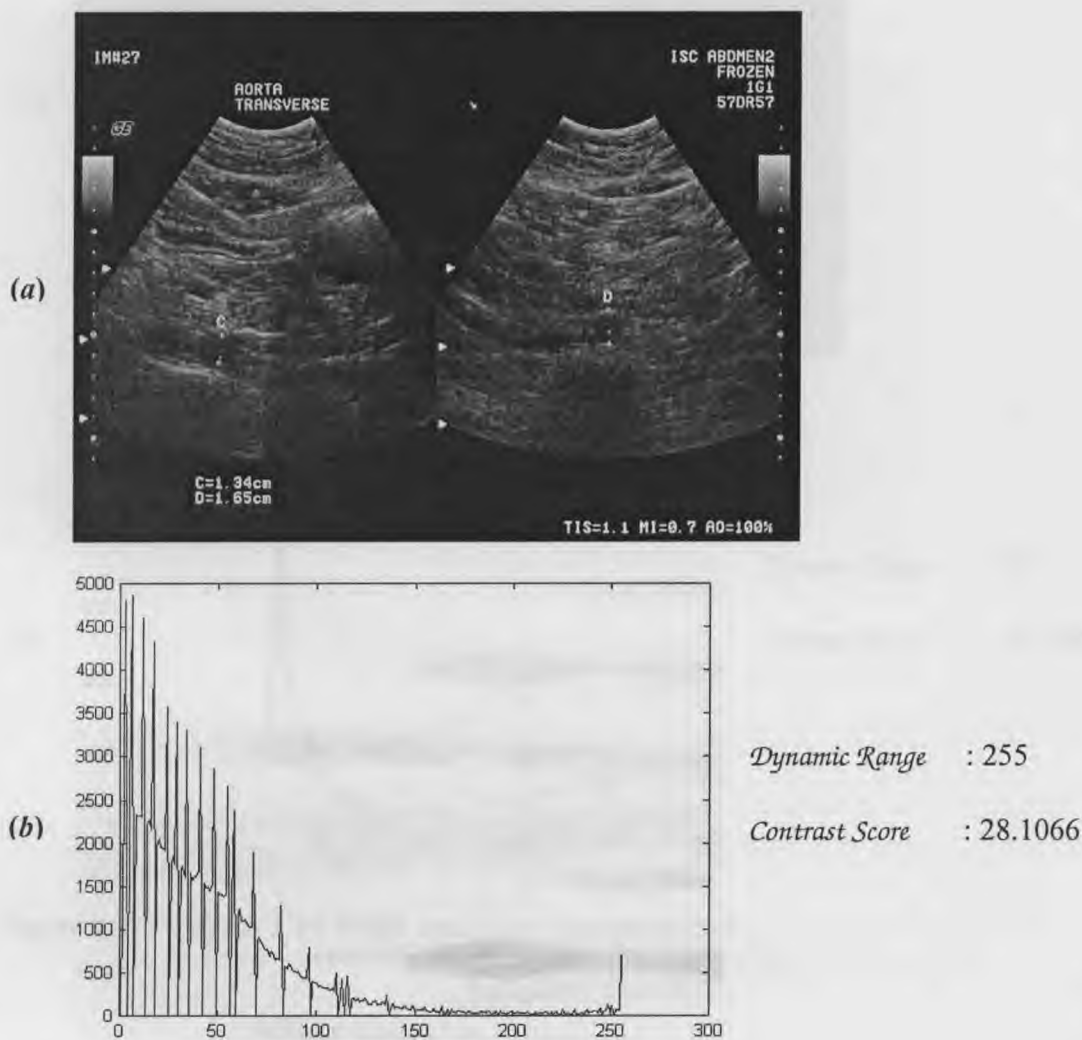 IM#27
ISC ABDMEN2
FROZEN
1G1
57DR57
AORTA
TRANSVERSE
GE
(a)
C
D
C=1.34cm
D=1.65cm
TIS=1.1 MI=0.7 AO=100%
(b)
5000
4500
4000
3500
3000
2500
2000
1500
1000
500
0
0 50 100 150 200 250 300
Dynamic Range : 255
Contrast Score : 28.1066